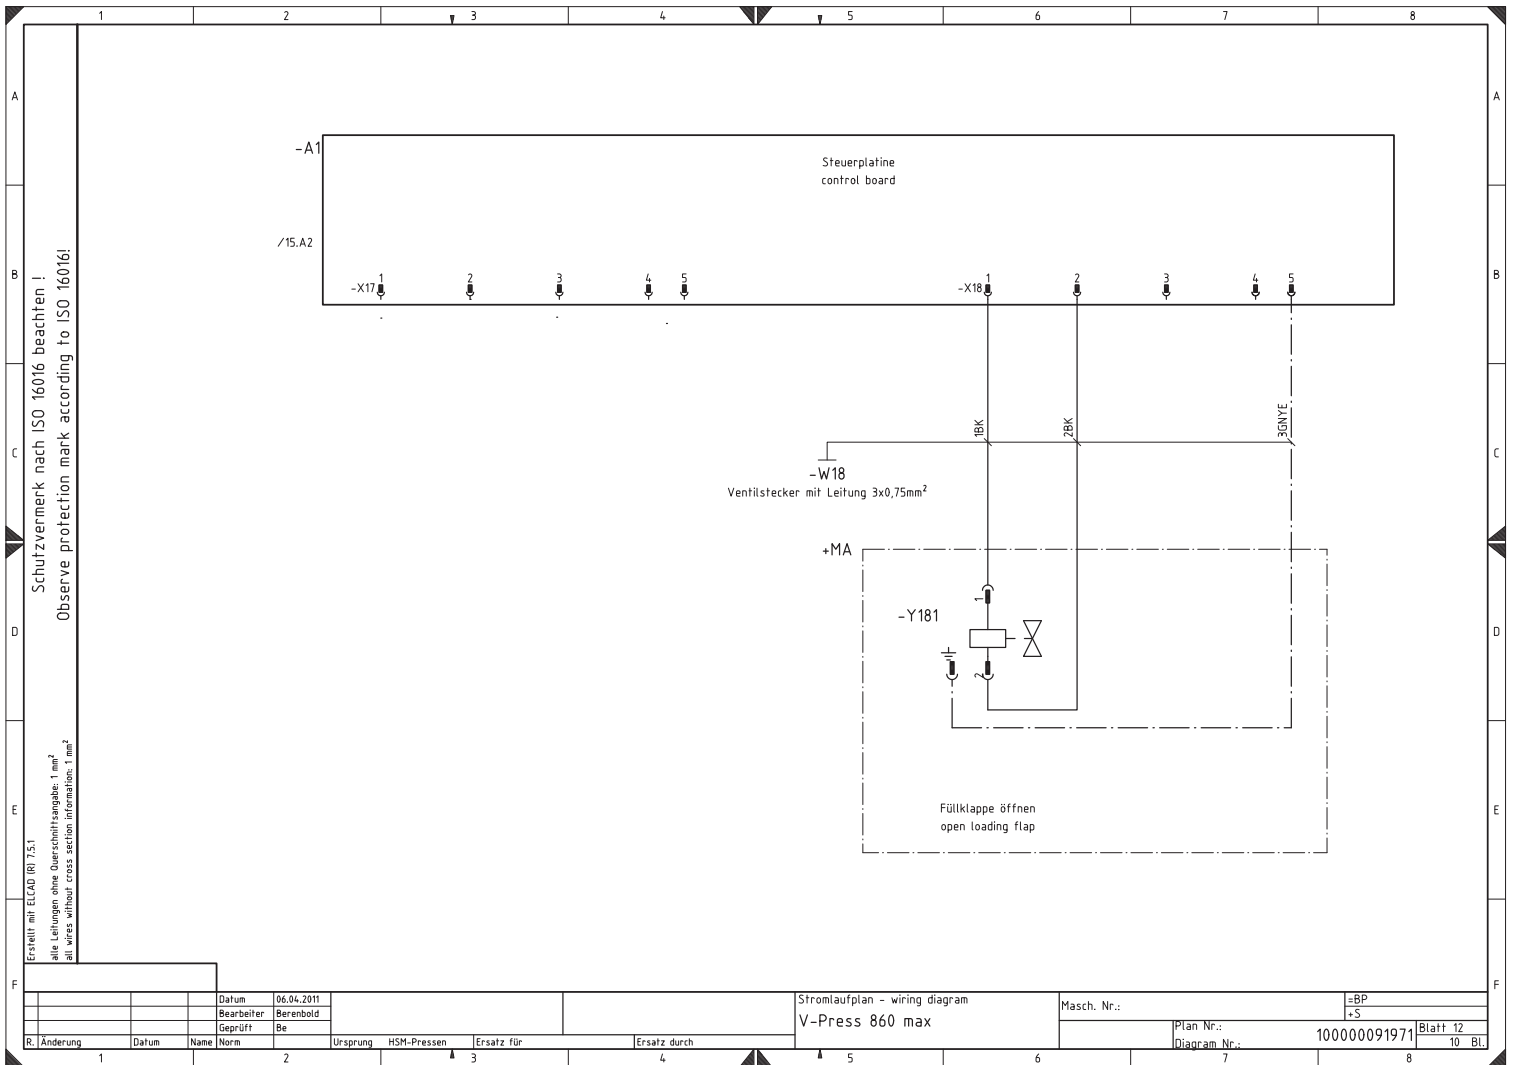 1 2 3 4 5 6 7 8
A
A
-A1
Steuerplatine
control board
/15.A2
B
B
-X17 1 2 3 4 5
-X18 1 2 3 4 5
Schutzvermerk nach ISO 16016 beachten !
Observe protection mark according to ISO 16016!
1BK 2BK 3GNYE
C
C
-W18
Ventilstecker mit Leitung 3x0,75mm²
+MA
1
-Y181
2
D
D
Füllklappe öffnen
open loading flap
E
E
Erstellt mit ELCAD (R) 7.5.1
alle Leitungen ohne Querschnittsangabe: 1 mm²
all wires without cross section information: 1 mm²
F
F
Datum 06.04.2011
Bearbeiter Berenbold
Geprüft Be
R. Änderung Datum Name Norm Ursprung HSM-Pressen Ersatz für Ersatz durch
Stromlaufplan - wiring diagram
V-Press 860 max
Masch. Nr.:
=BP
+S
Plan Nr.:
Diagram Nr.:
100000091971
Blatt 12
10 Bl.
1 2 3 4 5 6 7 8